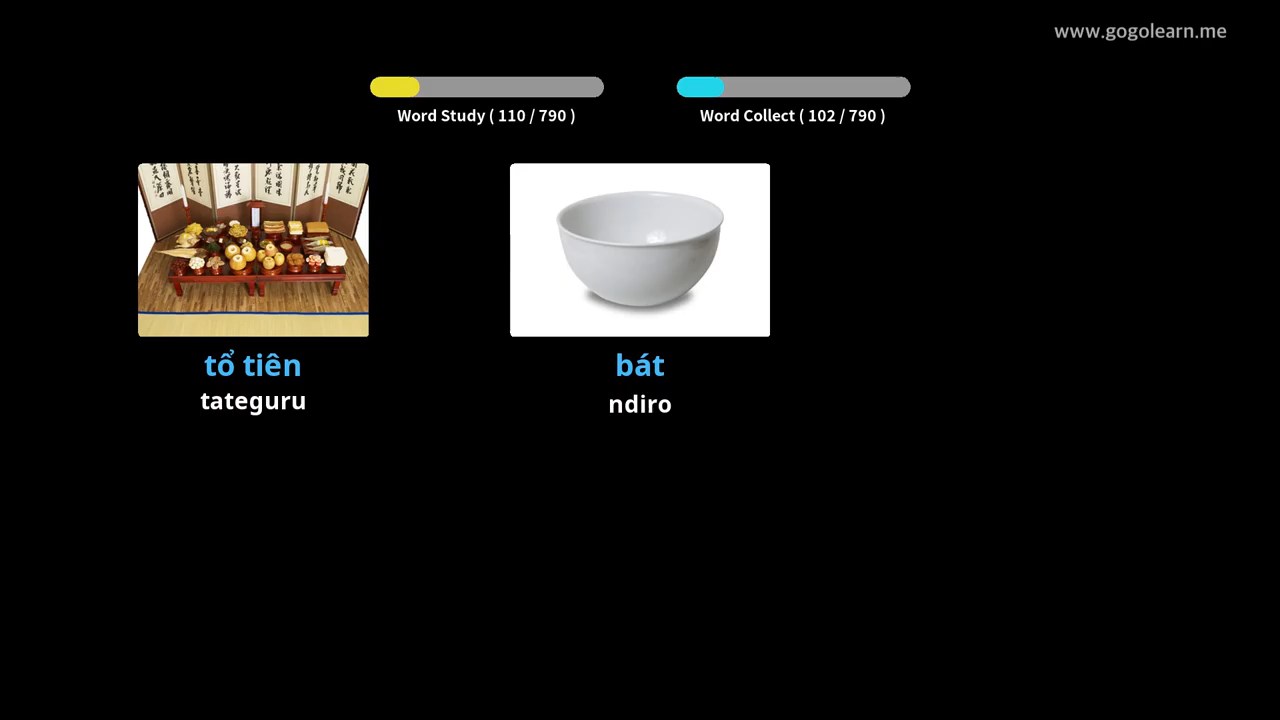 www.gogolearn.me
Word Study ( 110 / 790 )
Word Collect ( 102 / 790 )
tổ tiên
tateguru
bát
ndiro